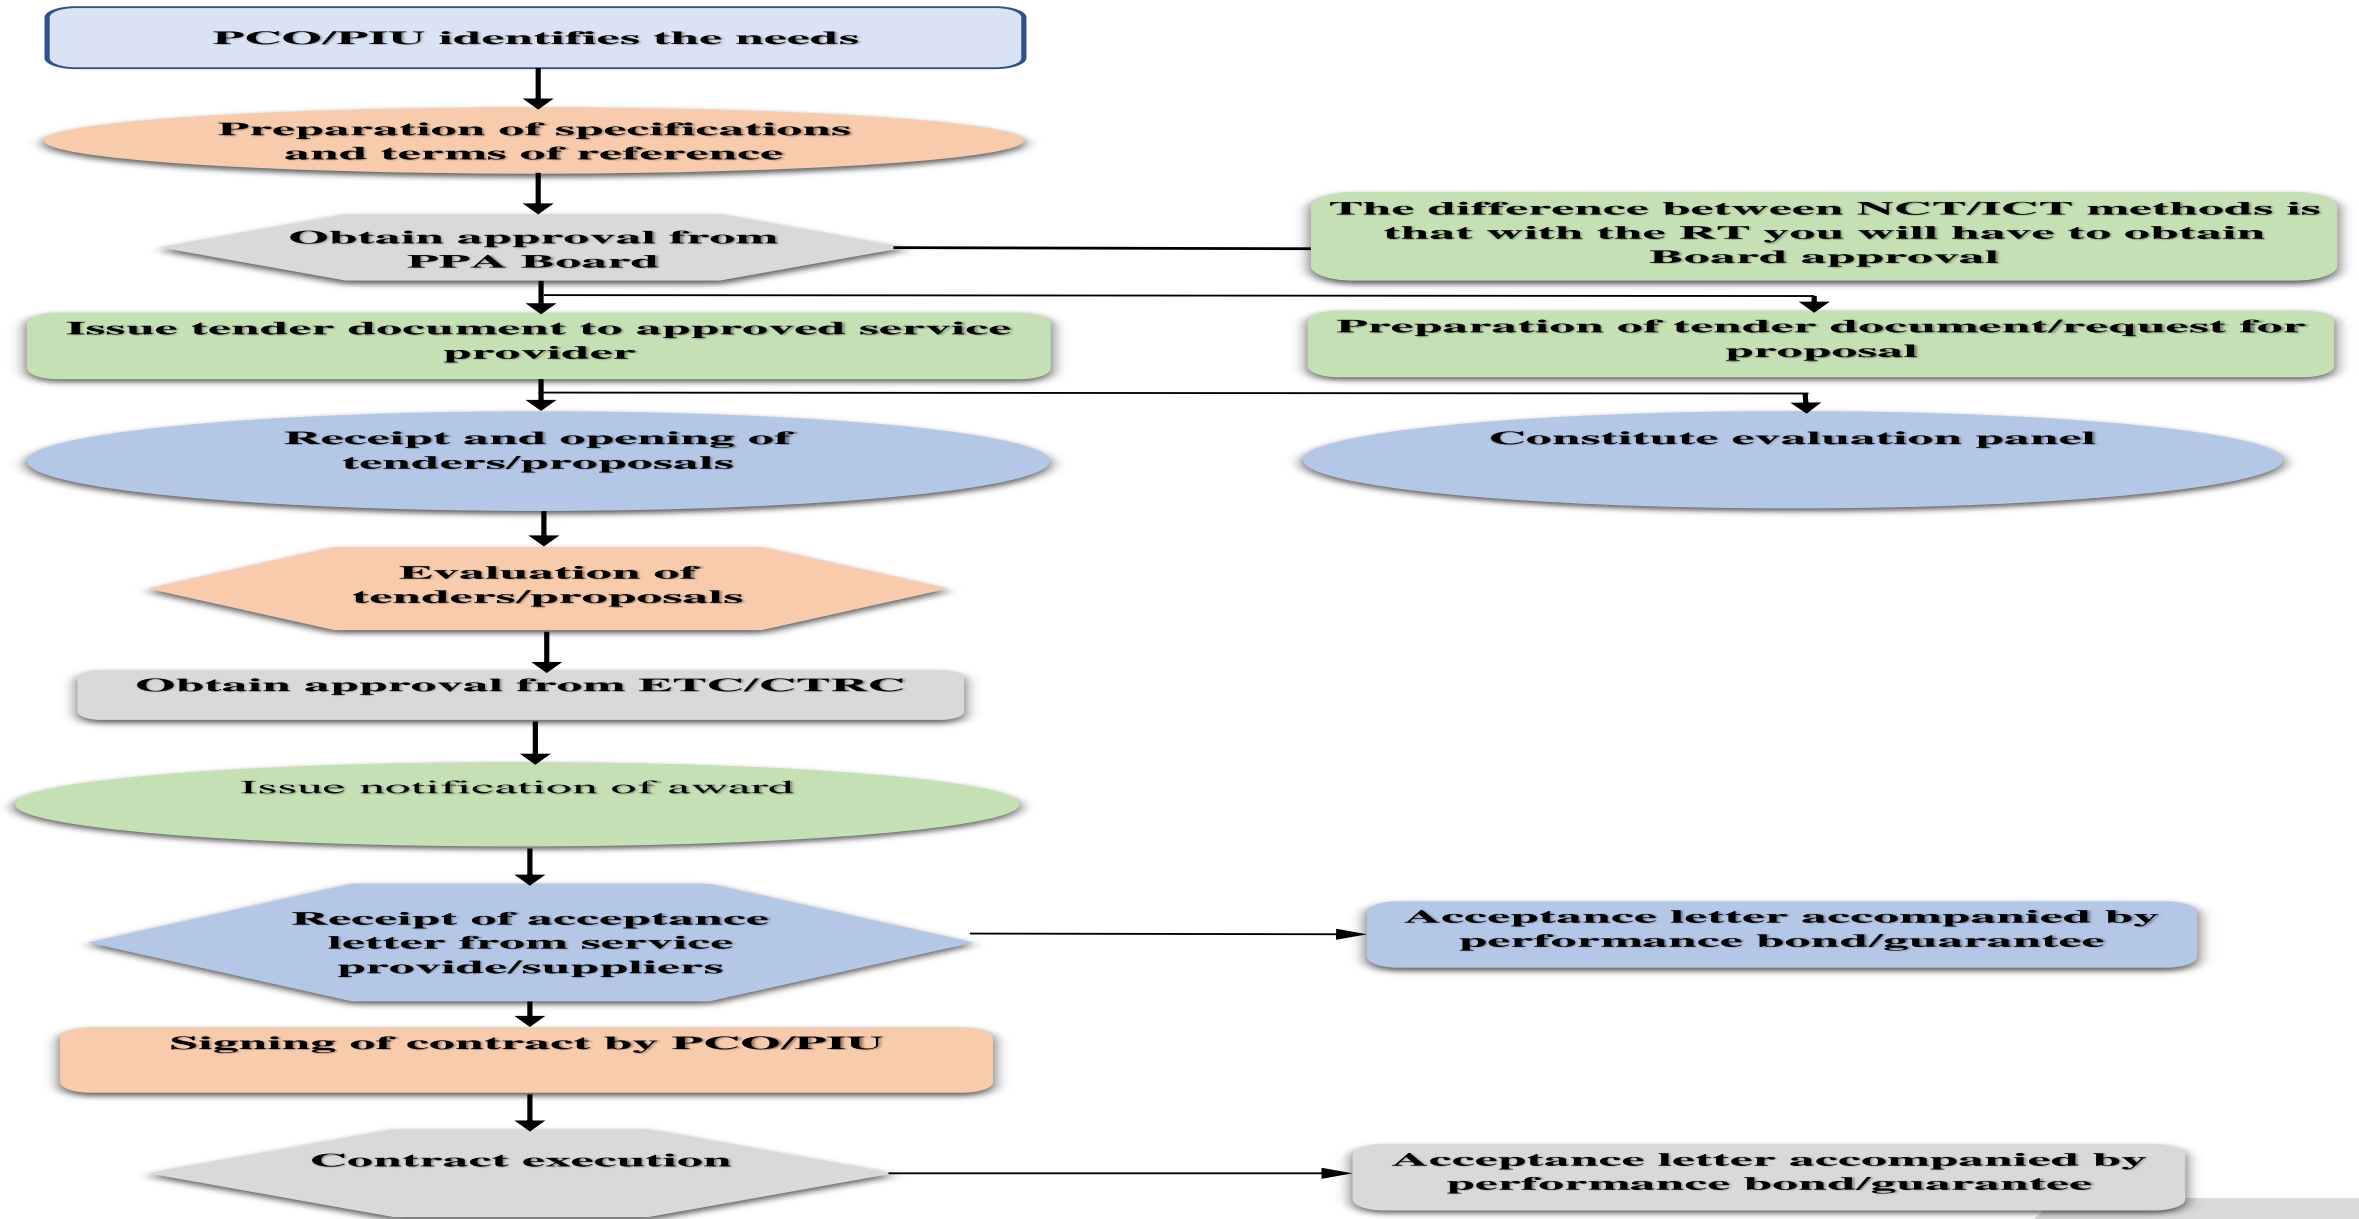 PCO/PIU identifies the needs
Preparation of specifications
and terms of reference
Obtain approval from
PPA Board
The difference between NCT/ICT methods is
that with the RT you will have to obtain
Board approval
Issue tender document to approved service
provider
Preparation of tender document/request for
proposal
Receipt and opening of
tenders/proposals
Constitute evaluation panel
Evaluation of
tenders/proposals
Obtain approval from ETC/CTRC
Issue notification of award
Receipt of acceptance
letter from service
provide/suppliers
Acceptance letter accompanied by
performance bond/guarantee
Signing of contract by PCO/PIU
Contract execution
Acceptance letter accompanied by
performance bond/guarantee